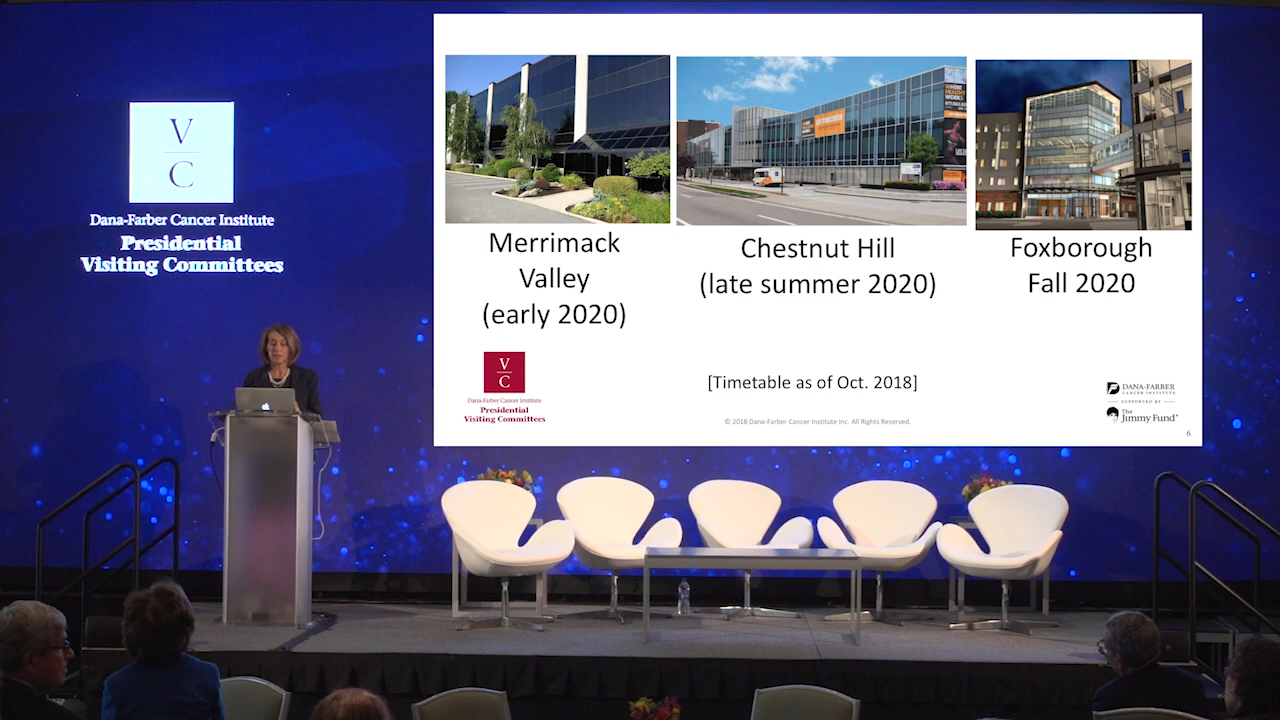 V
C
Dana-Farber Cancer Institute
Presidential
Visiting Committees
Merrimack
Valley
(early 2020)
Chestnut Hill
(late summer 2020)
Foxborough
Fall 2020
[Timetable as of Oct. 2018]
V
C
Dana-Farber Cancer Institute
Presidential
Visiting Committees
© 2018 Dana-Farber Cancer Institute Inc. All Rights Reserved.
DANA-FARBER
CANCER INSTITUTE
SUPPORTED BY
The
Jimmy Fund
6